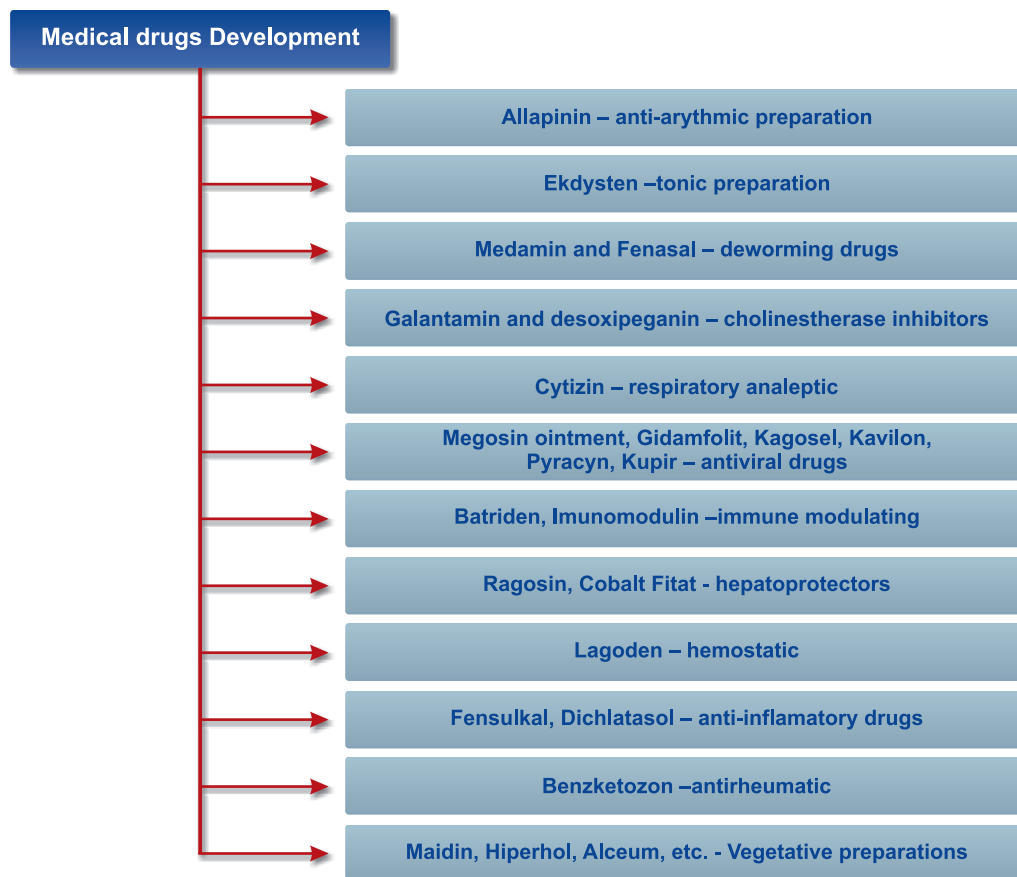 Medical drugs Development
Allapinin – anti-arythmic preparation
Ekdysten –tonic preparation
Medamin and Fenasal – deworming drugs
Galantamin and desoxipeganin – cholinestherase inhibitors
Cytizin – respiratory analeptic
Megosin ointment, Gidamfolit, Kagosel, Kavilon,
Pyracyn, Kupir – antiviral drugs
Batriden, Imunomodulin –immune modulating
Ragosin, Cobalt Fitat - hepatoprotectors
Lagoden – hemostatic
Fensulkal, Dichlatasol – anti-inflamatory drugs
Benzketozon –antirheumatic
Maidin, Hiperhol, Alceum, etc. - Vegetative preparations